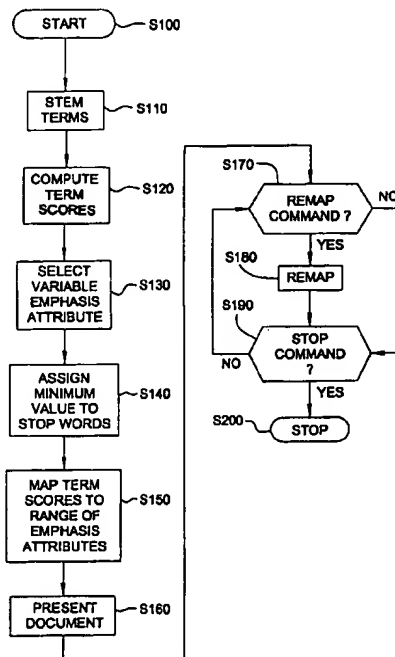 START
S100
STEM
TERMS
S110
COMPUTE
TERM
SCORES
S120
SELECT
VARIABLE
EMPHASIS
ATTRIBUTE
S130
ASSIGN
MINIMUM
VALUE TO
STOP WORDS
S140
MAP TERM
SCORES TO
RANGE OF
EMPHASIS
ATTRIBUTES
S150
PRESENT
DOCUMENT
S160
S170
REMAP
COMMAND ?
NO
YES
S180
REMAP
S190
STOP
COMMAND
?
NO
YES
S200
STOP